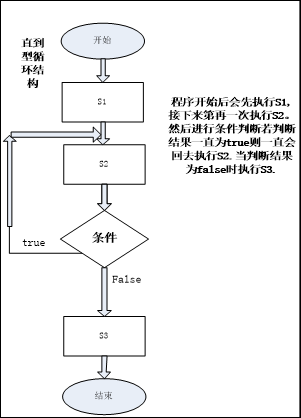 直到
型循
环结
构
开始
S1
S2
条件
true
False
S3
结束
程序开始后会先执行S1,
接下来第再一次执行S2。
然后进行条件判断若判断
结果一直为true则一直会
回去执行S2. 当判断结果
为false时执行S3.